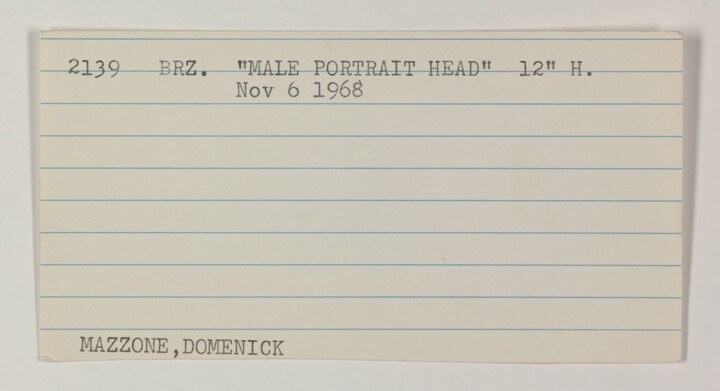 2139 BRZ. "MALE PORTRAIT HEAD" 12" H.
Nov 6 1968
MAZZONE,DOMENICK